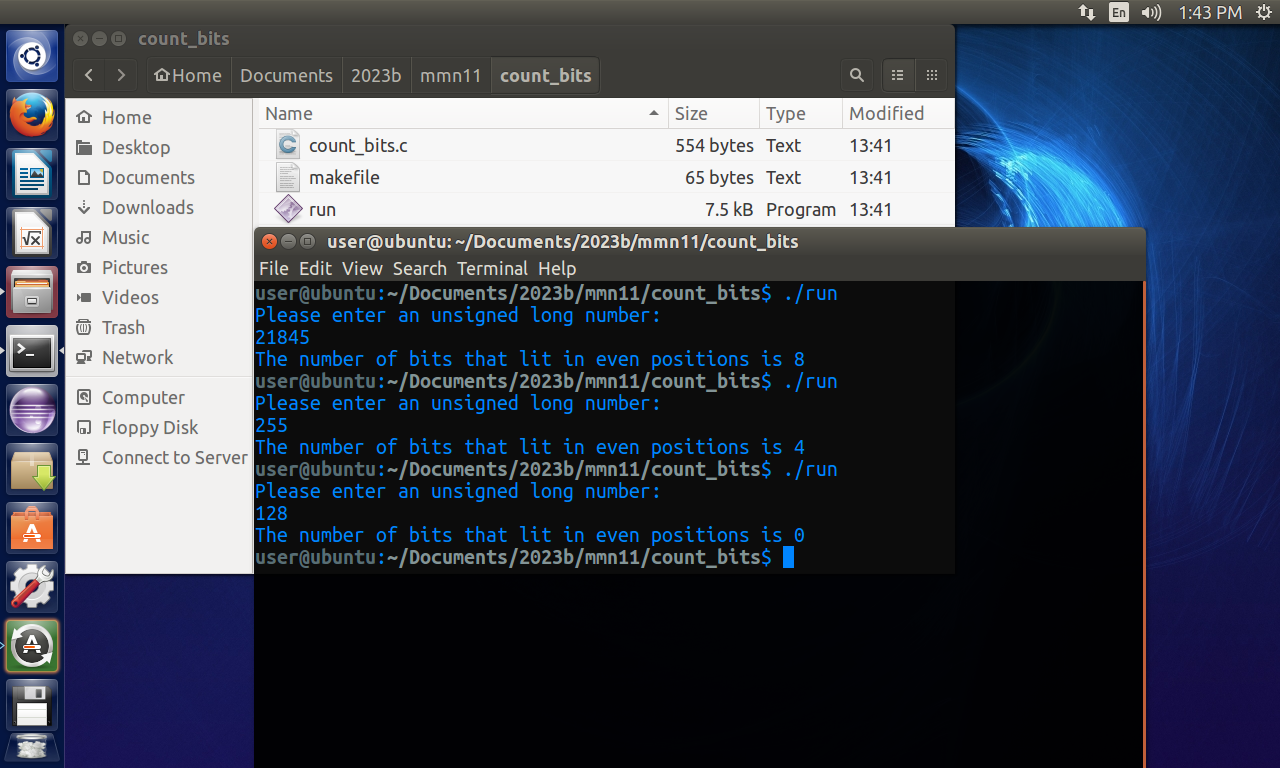 En 1:43 PM
count_bits
Home Documents 2023b mmn11 count_bits
Name Size Type Modified
Home
Desktop
Documents
Downloads
Music
Pictures
Videos
Trash
Network
Computer
Floppy Disk
Connect to Server
count_bits.c 554 bytes Text 13:41
makefile 65 bytes Text 13:41
run 7.5 kB Program 13:41
user@ubuntu: ~/Documents/2023b/mmn11/count_bits
File Edit View Search Terminal Help
user@ubuntu:~/Documents/2023b/mmn11/count_bits$ ./run
Please enter an unsigned long number:
21845
The number of bits that lit in even positions is 8
user@ubuntu:~/Documents/2023b/mmn11/count_bits$ ./run
Please enter an unsigned long number:
255
The number of bits that lit in even positions is 4
user@ubuntu:~/Documents/2023b/mmn11/count_bits$ ./run
Please enter an unsigned long number:
128
The number of bits that lit in even positions is 0
user@ubuntu:~/Documents/2023b/mmn11/count_bits$